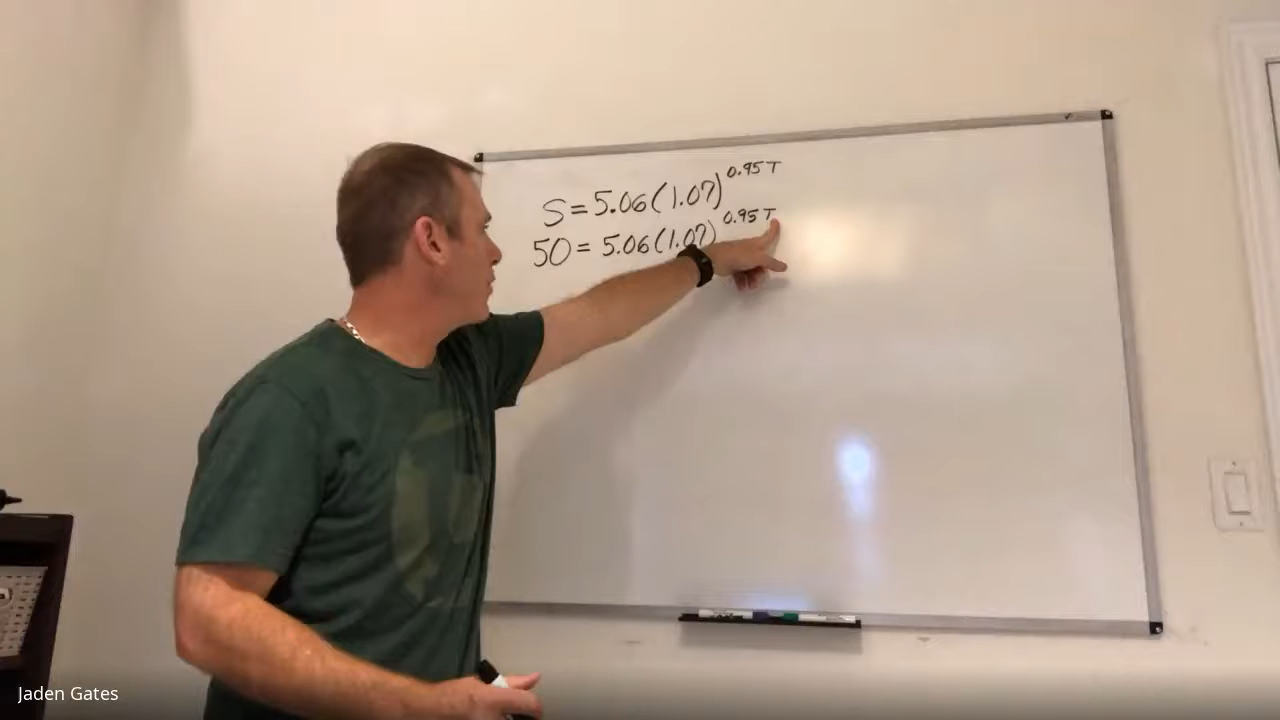 S = 5.06(1.07)^0.95T
50 = 5.06(1.07)^0.95T
Jaden Gates